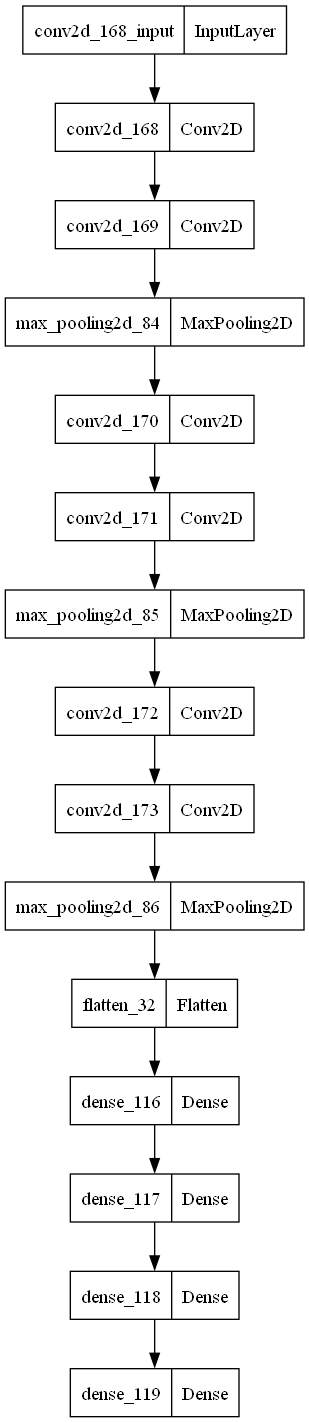 conv2d_168_input InputLayer
conv2d_168 Conv2D
conv2d_169 Conv2D
max_pooling2d_84 MaxPooling2D
conv2d_170 Conv2D
conv2d_171 Conv2D
max_pooling2d_85 MaxPooling2D
conv2d_172 Conv2D
conv2d_173 Conv2D
max_pooling2d_86 MaxPooling2D
flatten_32 Flatten
dense_116 Dense
dense_117 Dense
dense_118 Dense
dense_119 Dense